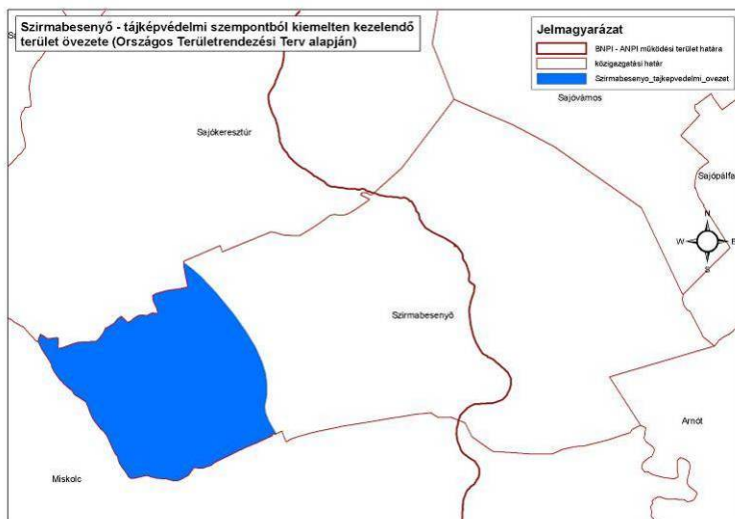 Szirmabesenyő - tájképvédelmi szempontból kiemelten kezelendő
terület övezete (Országos Területrendezési Terv alapján)
Jelmagyarázat
BNPI - ANPI működési terület határa
közigazgatási határ
Szirmabesenyo_tajkepvedelmi_ovezet
Sajóvámos
Sajókeresztúr
Sajópálfa
N
W E
S
Szirmabesenyő
Arnót
Miskolc